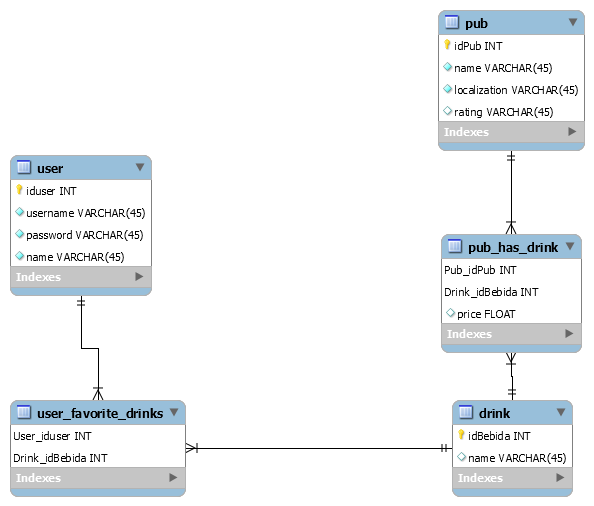 pub
idPub INT
name VARCHAR(45)
localization VARCHAR(45)
rating VARCHAR(45)
Indexes
user
iduser INT
username VARCHAR(45)
password VARCHAR(45)
name VARCHAR(45)
Indexes
pub_has_drink
Pub_idPub INT
Drink_idBebida INT
price FLOAT
Indexes
user_favorite_drinks
User_iduser INT
Drink_idBebida INT
Indexes
drink
idBebida INT
name VARCHAR(45)
Indexes